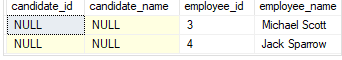 candidate_id candidate_name employee_id employee_name
NULL NULL 3 Michael Scott
NULL NULL 4 Jack Sparrow